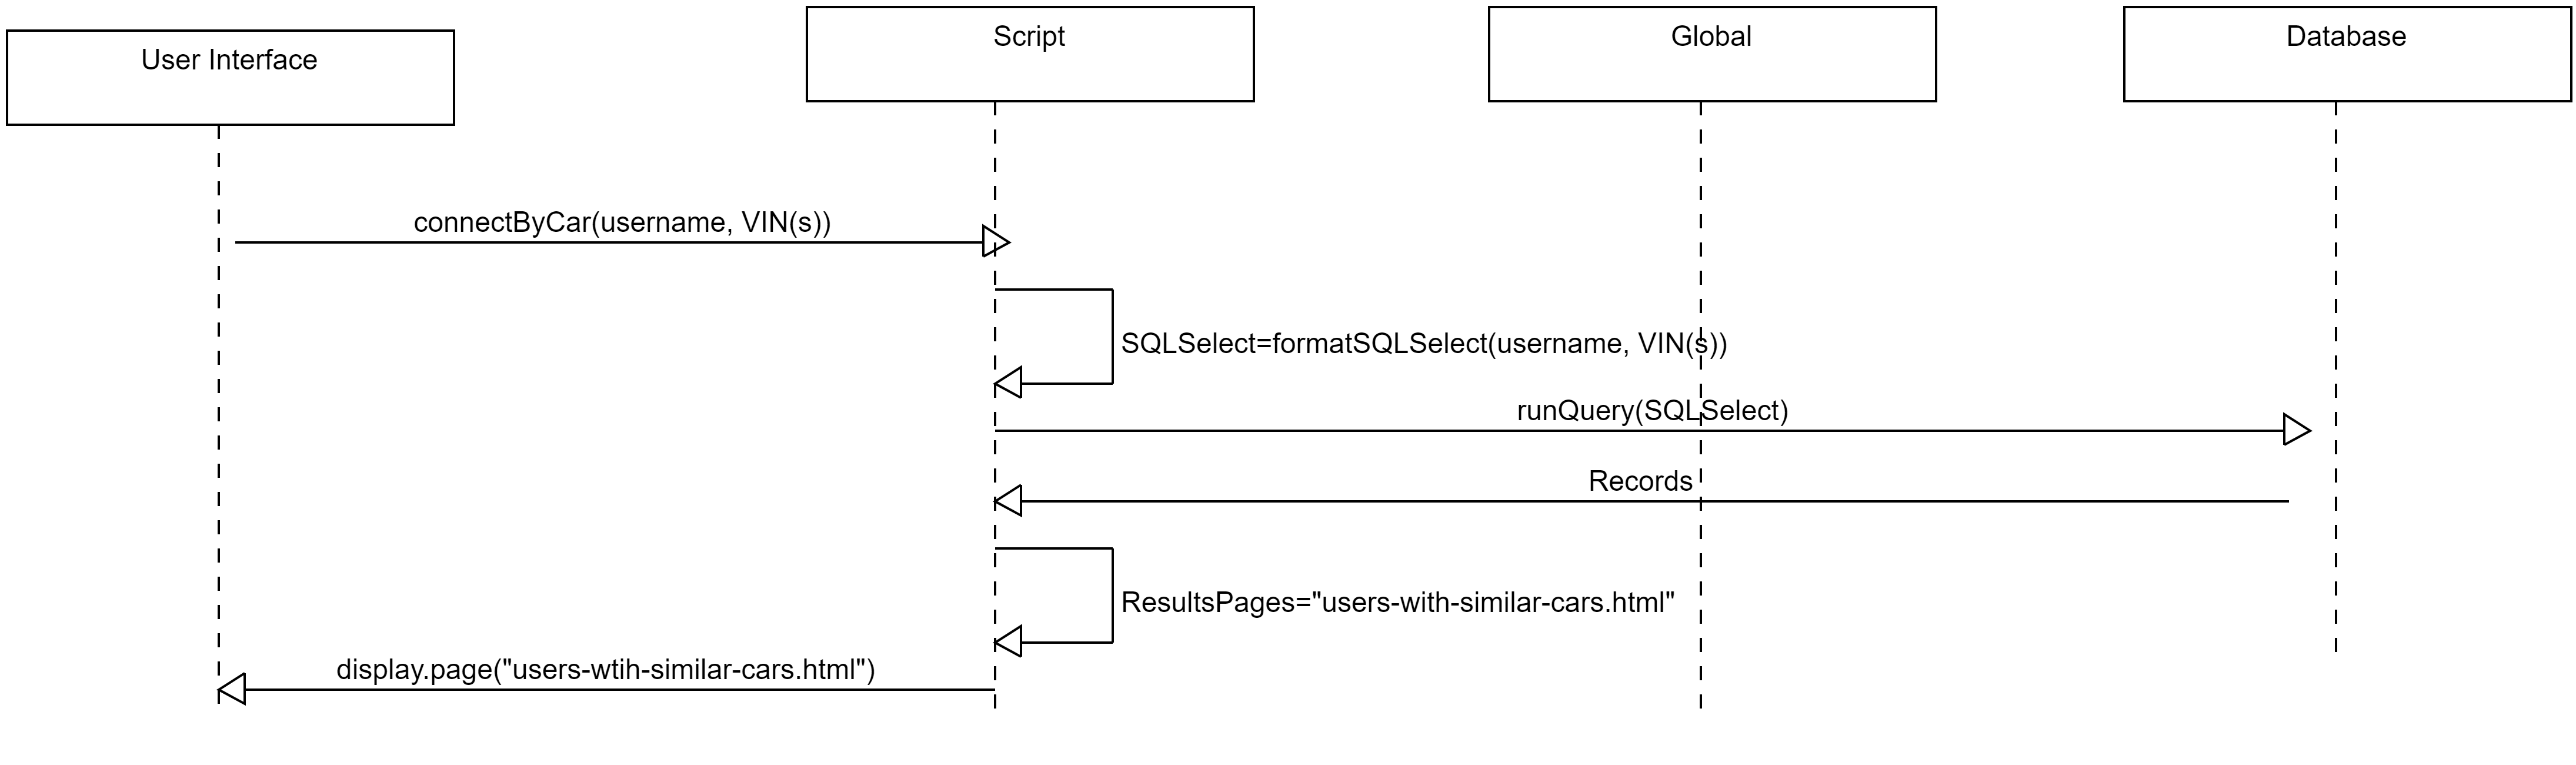 User Interface
Script
Global
Database
connectByCar(username, VIN(s))
SQLSelect=formatSQLSelect(username, VIN(s))
runQuery(SQLSelect)
Records
ResultsPages="users-with-similar-cars.html"
display.page("users-wtih-similar-cars.html")